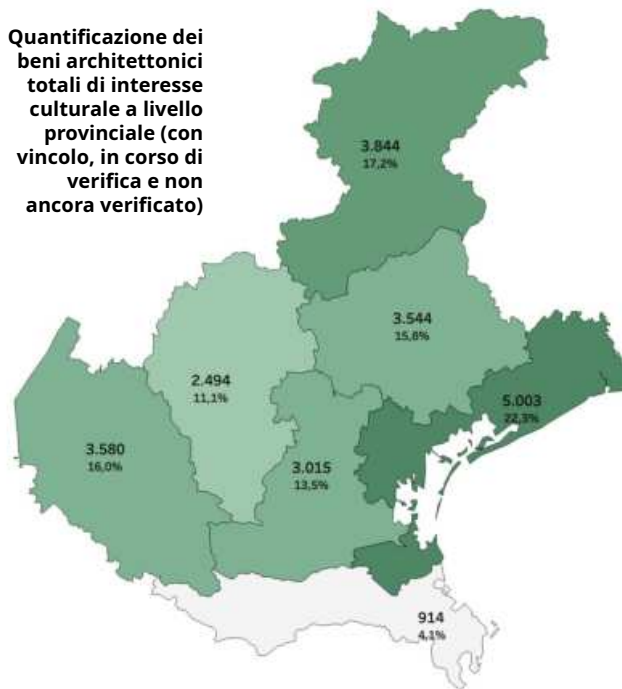 Quantificazione dei
beni architettonici
totali di interesse
culturale a livello
provinciale (con
vincolo, in corso di
verifica e non
ancora verificato)
3.844
17,2%
3.544
15,8%
2.494
11,1%
5.003
22,3%
3.580
16,0%
3.015
13,5%
914
4,1%